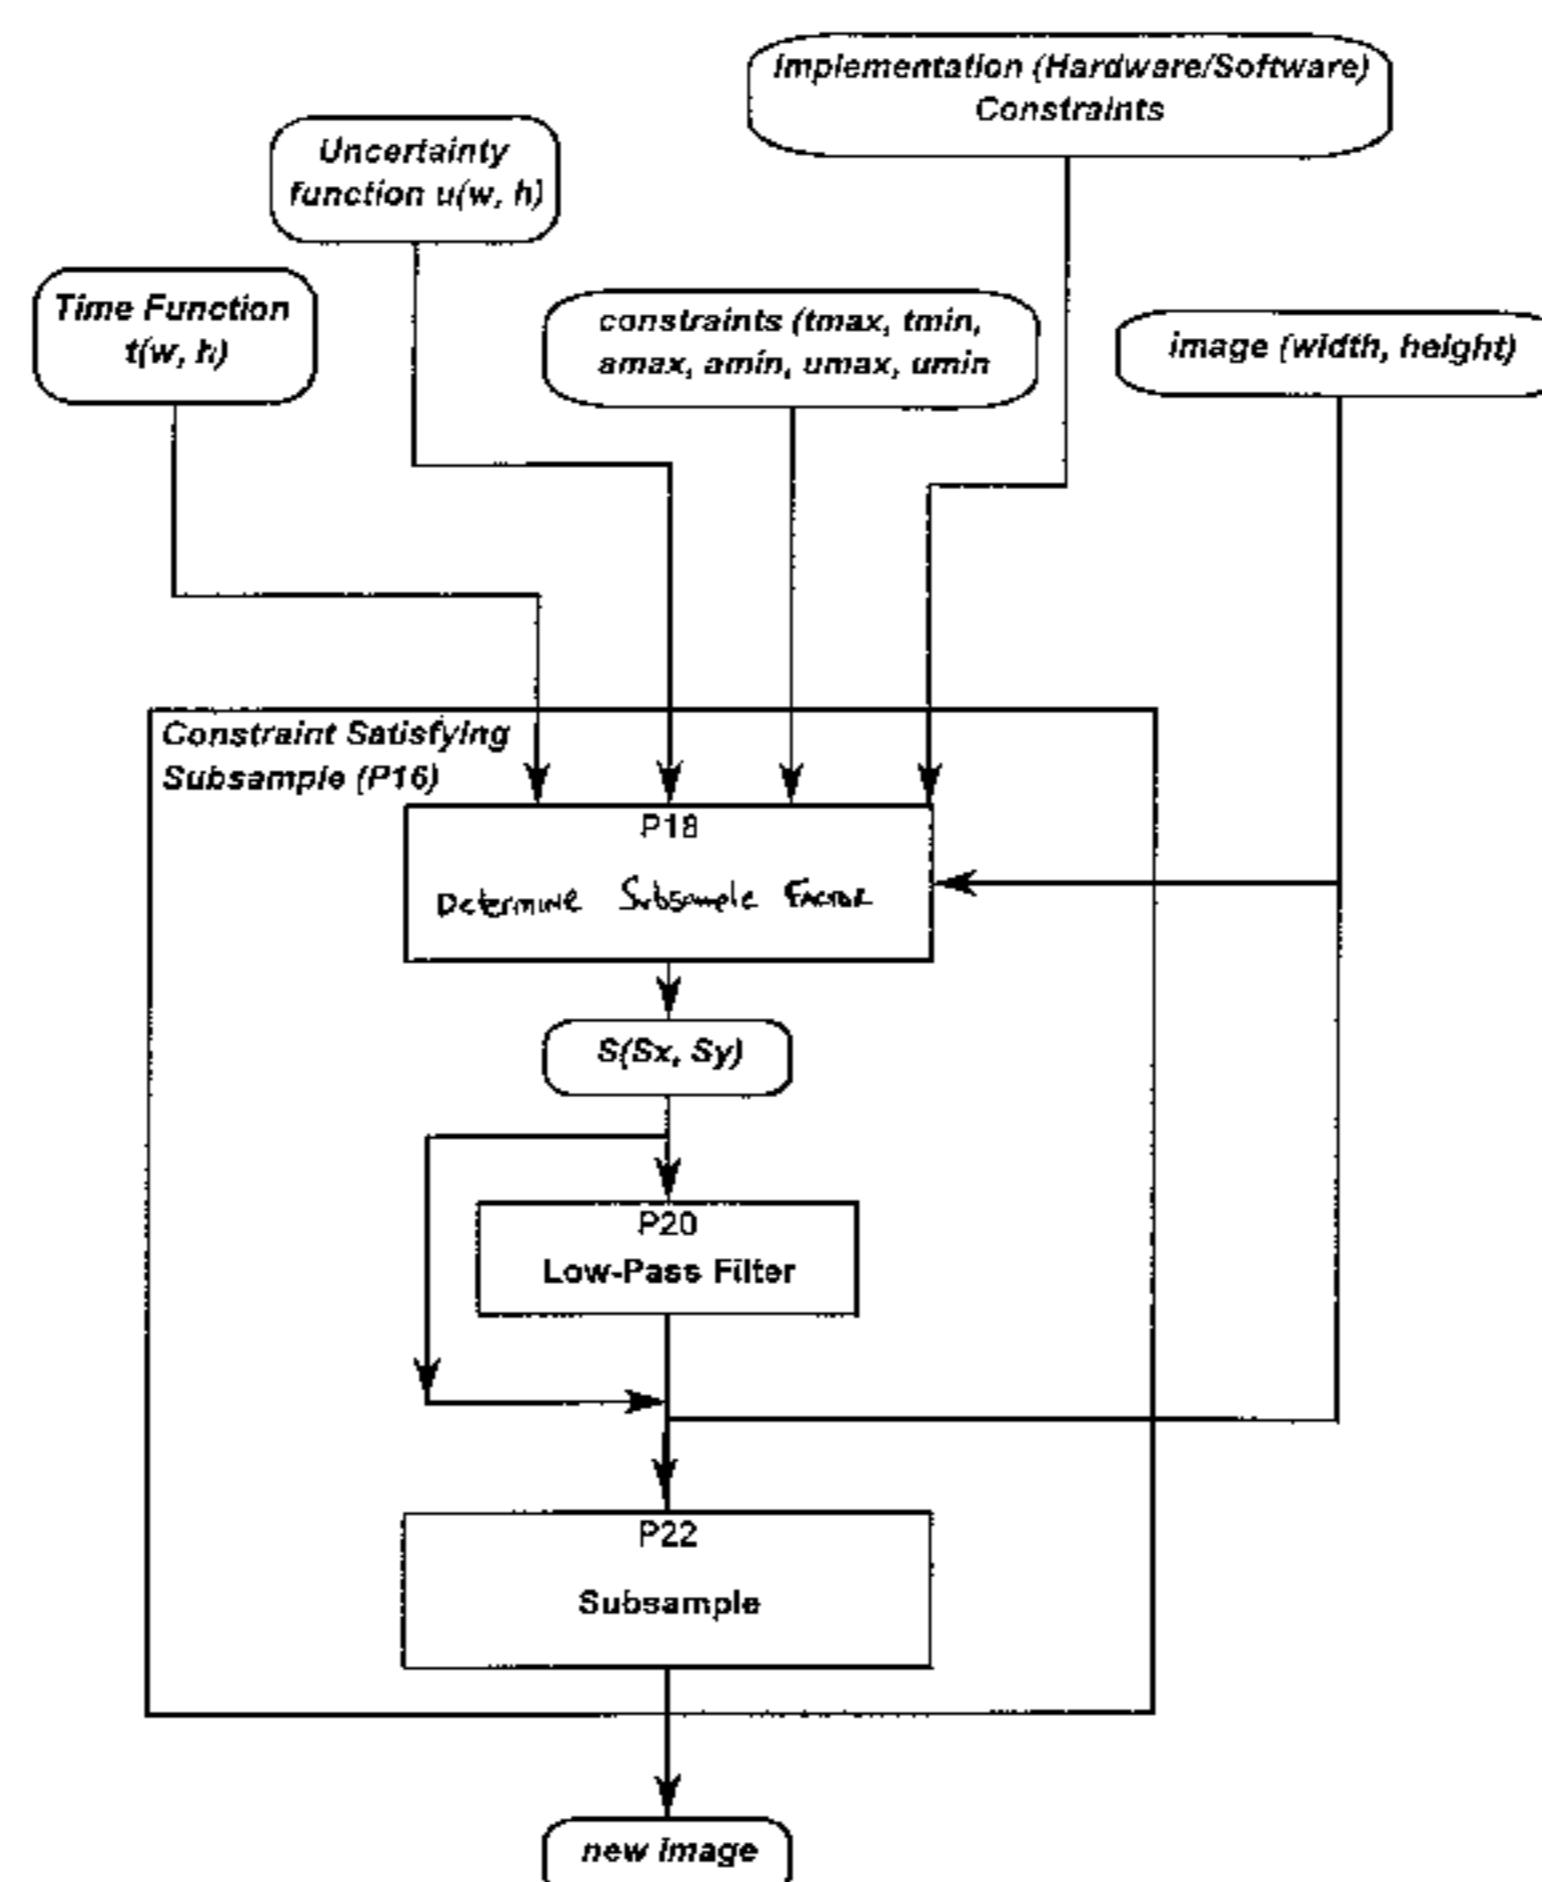 Implementation (Hardware/Software)
Constraints
Uncertainty
function u(w, h)
Time Function
t(w, h)
constraints (tmax, tmin,
amax, amin, umax, umin
image (width, height)
Constraint Satisfying
Subsample (P16)
P18
Determine Subsample Factor
S(Sx, Sy)
P20
Low-Pass Filter
P22
Subsample
new image